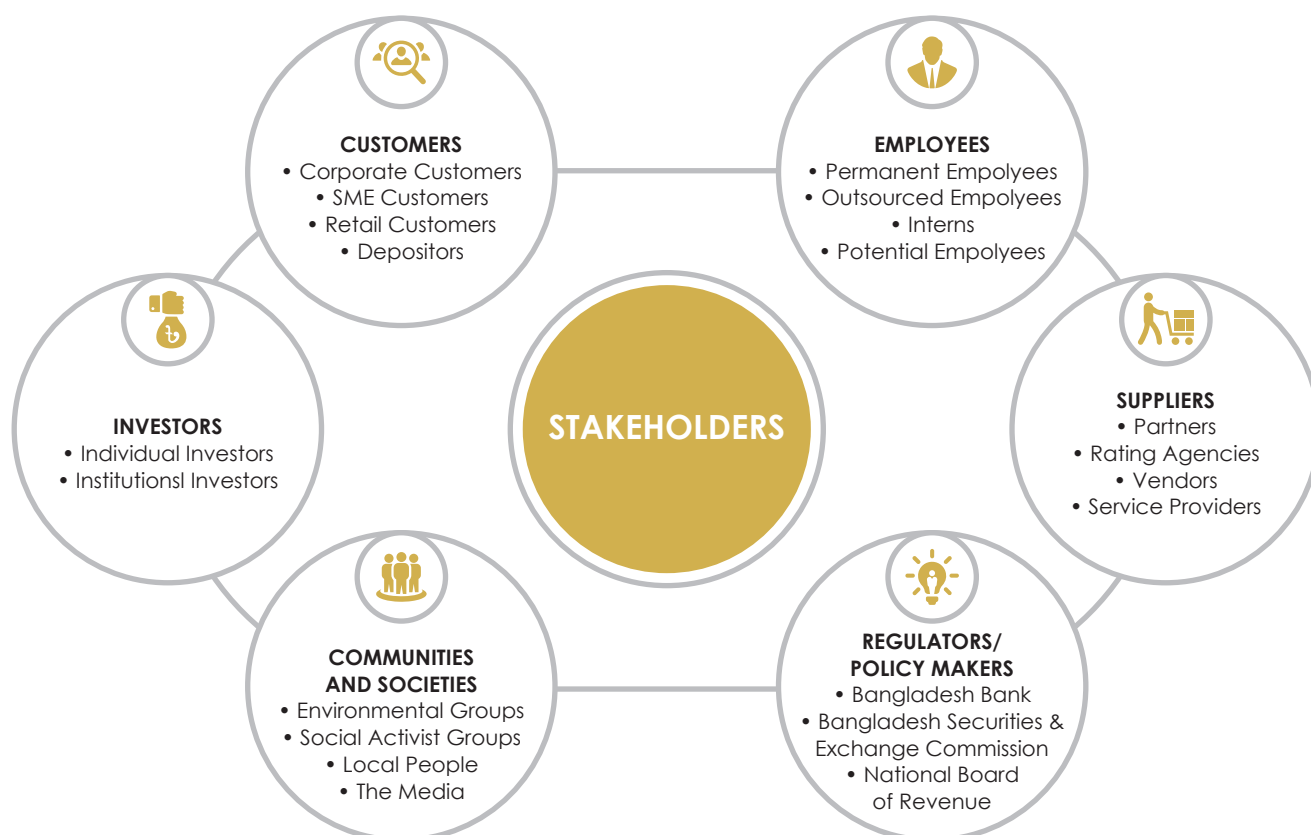 CUSTOMERS
• Corporate Customers
• SME Customers
• Retail Customers
• Depositors
EMPLOYEES
• Permanent Empolyees
• Outsourced Empolyees
• Interns
• Potential Empolyees
INVESTORS
• Individual Investors
• Institutionsl Investors
STAKEHOLDERS
SUPPLIERS
• Partners
• Rating Agencies
• Vendors
• Service Providers
COMMUNITIES
AND SOCIETIES
• Environmental Groups
• Social Activist Groups
• Local People
• The Media
REGULATORS/
POLICY MAKERS
• Bangladesh Bank
• Bangladesh Securities &
Exchange Commission
• National Board
of Revenue
৳